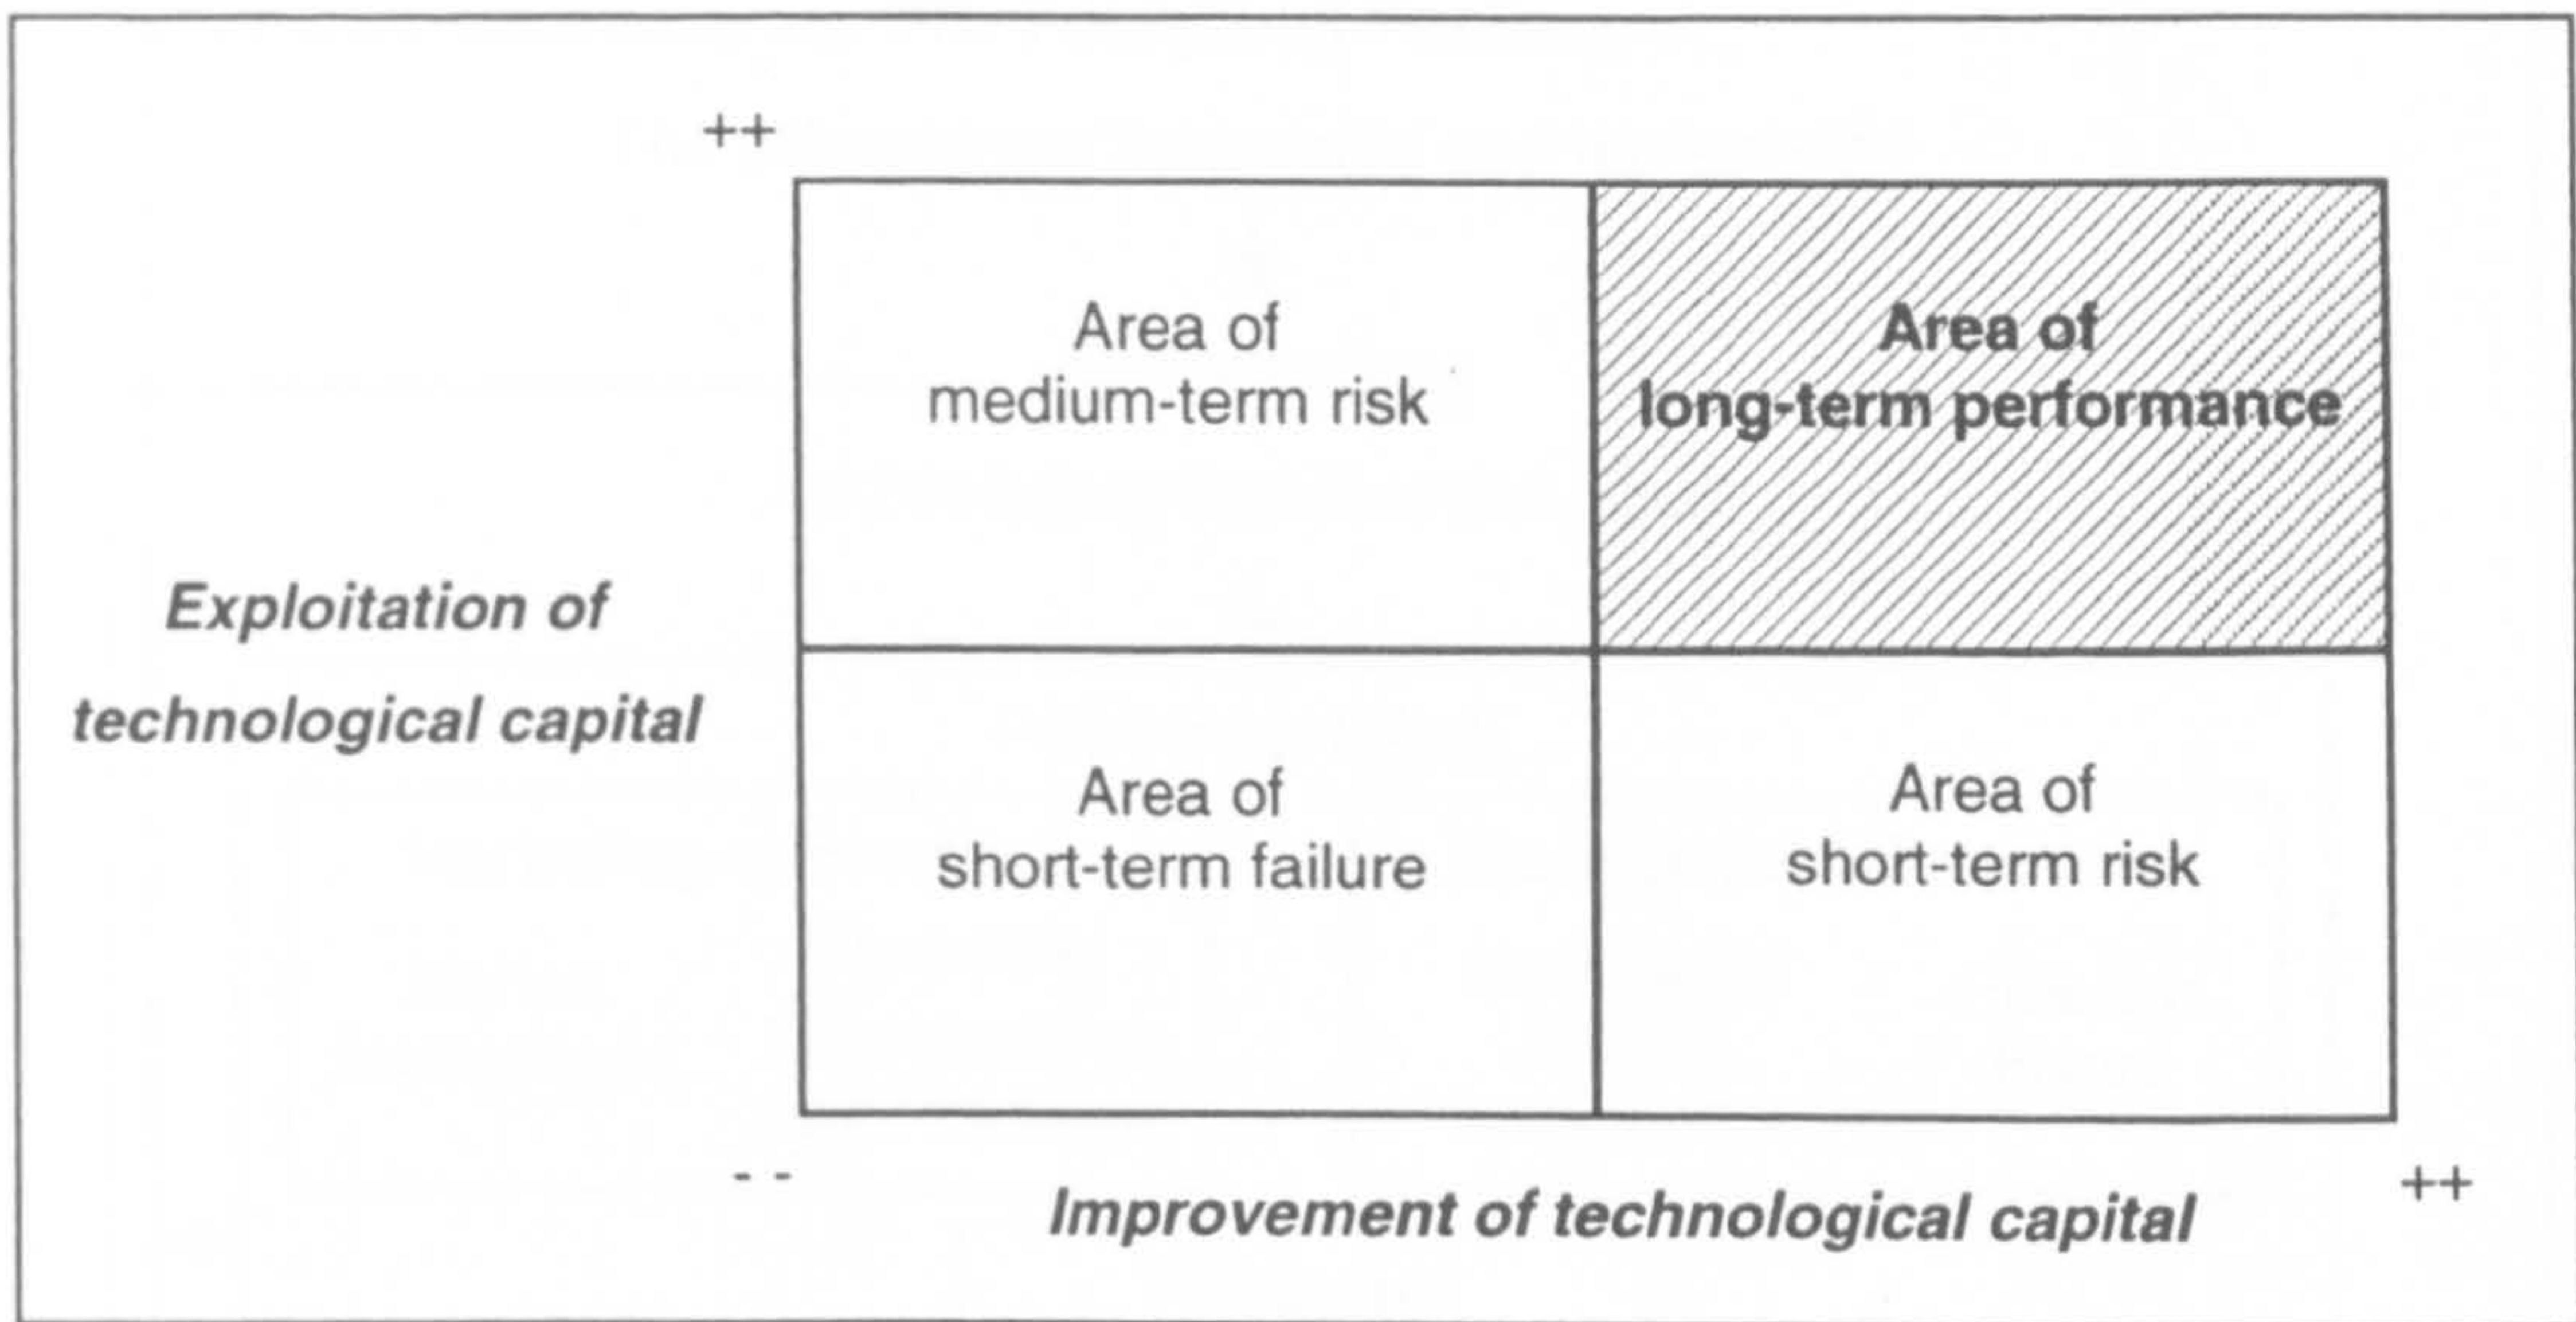 ++
Area of
medium-term risk
Area of
long-term performance
Exploitation of
technological capital
Area of
short-term failure
Area of
short-term risk
- -
Improvement of technological capital
++